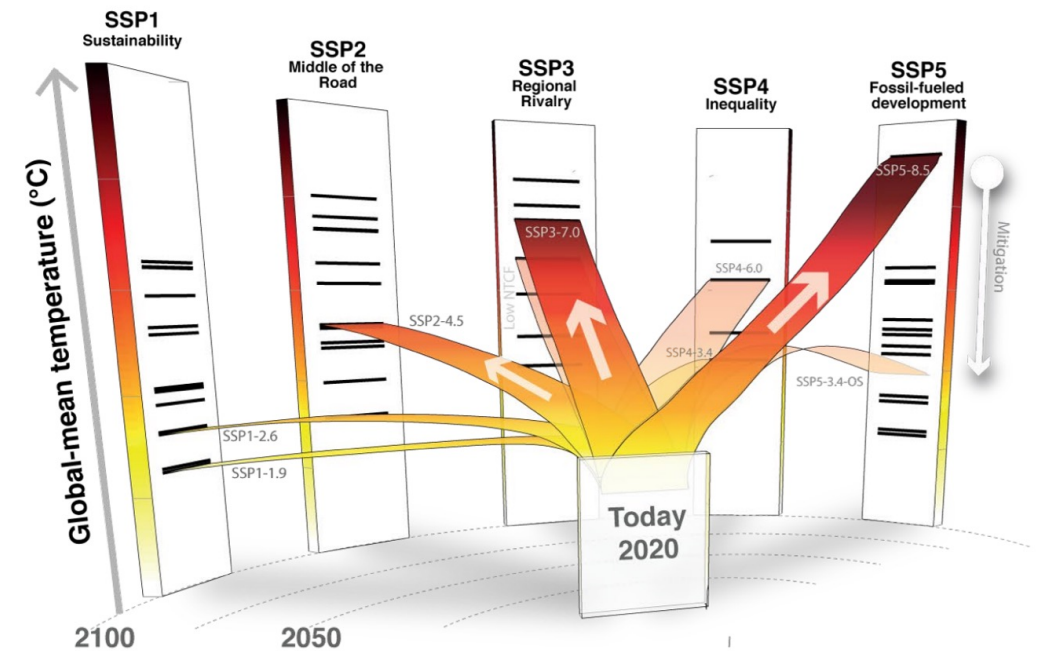 SSP1
Sustainability
SSP2
Middle of the
Road
SSP3
Regional
Rivalry
SSP4
Inequality
SSP5
Fossil-fueled
development
Global-mean temperature (°C)
SSP5-8.5
Mitigation
SSP3-7.0
Low NTCF
SSP4-6.0
SSP2-4.5
SSP4-3.4
SSP5-3.4-OS
SSP1-2.6
SSP1-1.9
Today
2020
2100
2050